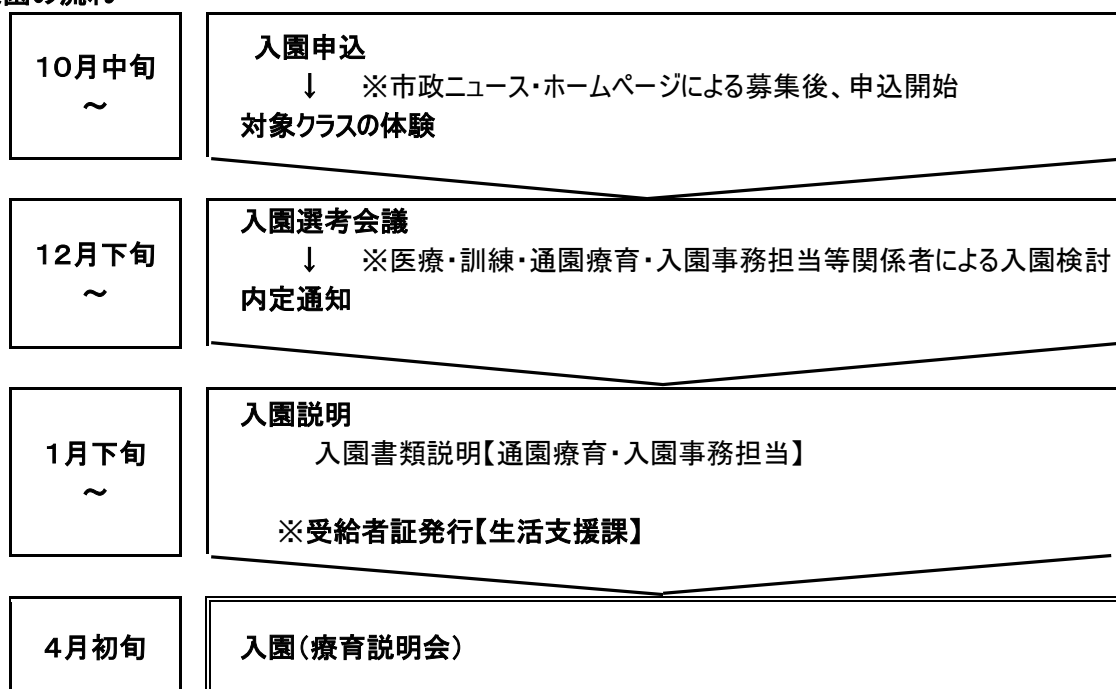 10月中旬
～
入園申込
↓ ※市政ニュース・ホームページによる募集後、申込開始
対象クラスの体験
12月下旬
～
入園選考会議
↓ ※医療・訓練・通園療育・入園事務担当等関係者による入園検討
内定通知
1月下旬
～
入園説明
入園書類説明【通園療育・入園事務担当】
※受給者証発行【生活支援課】
4月初旬
入園（療育説明会）